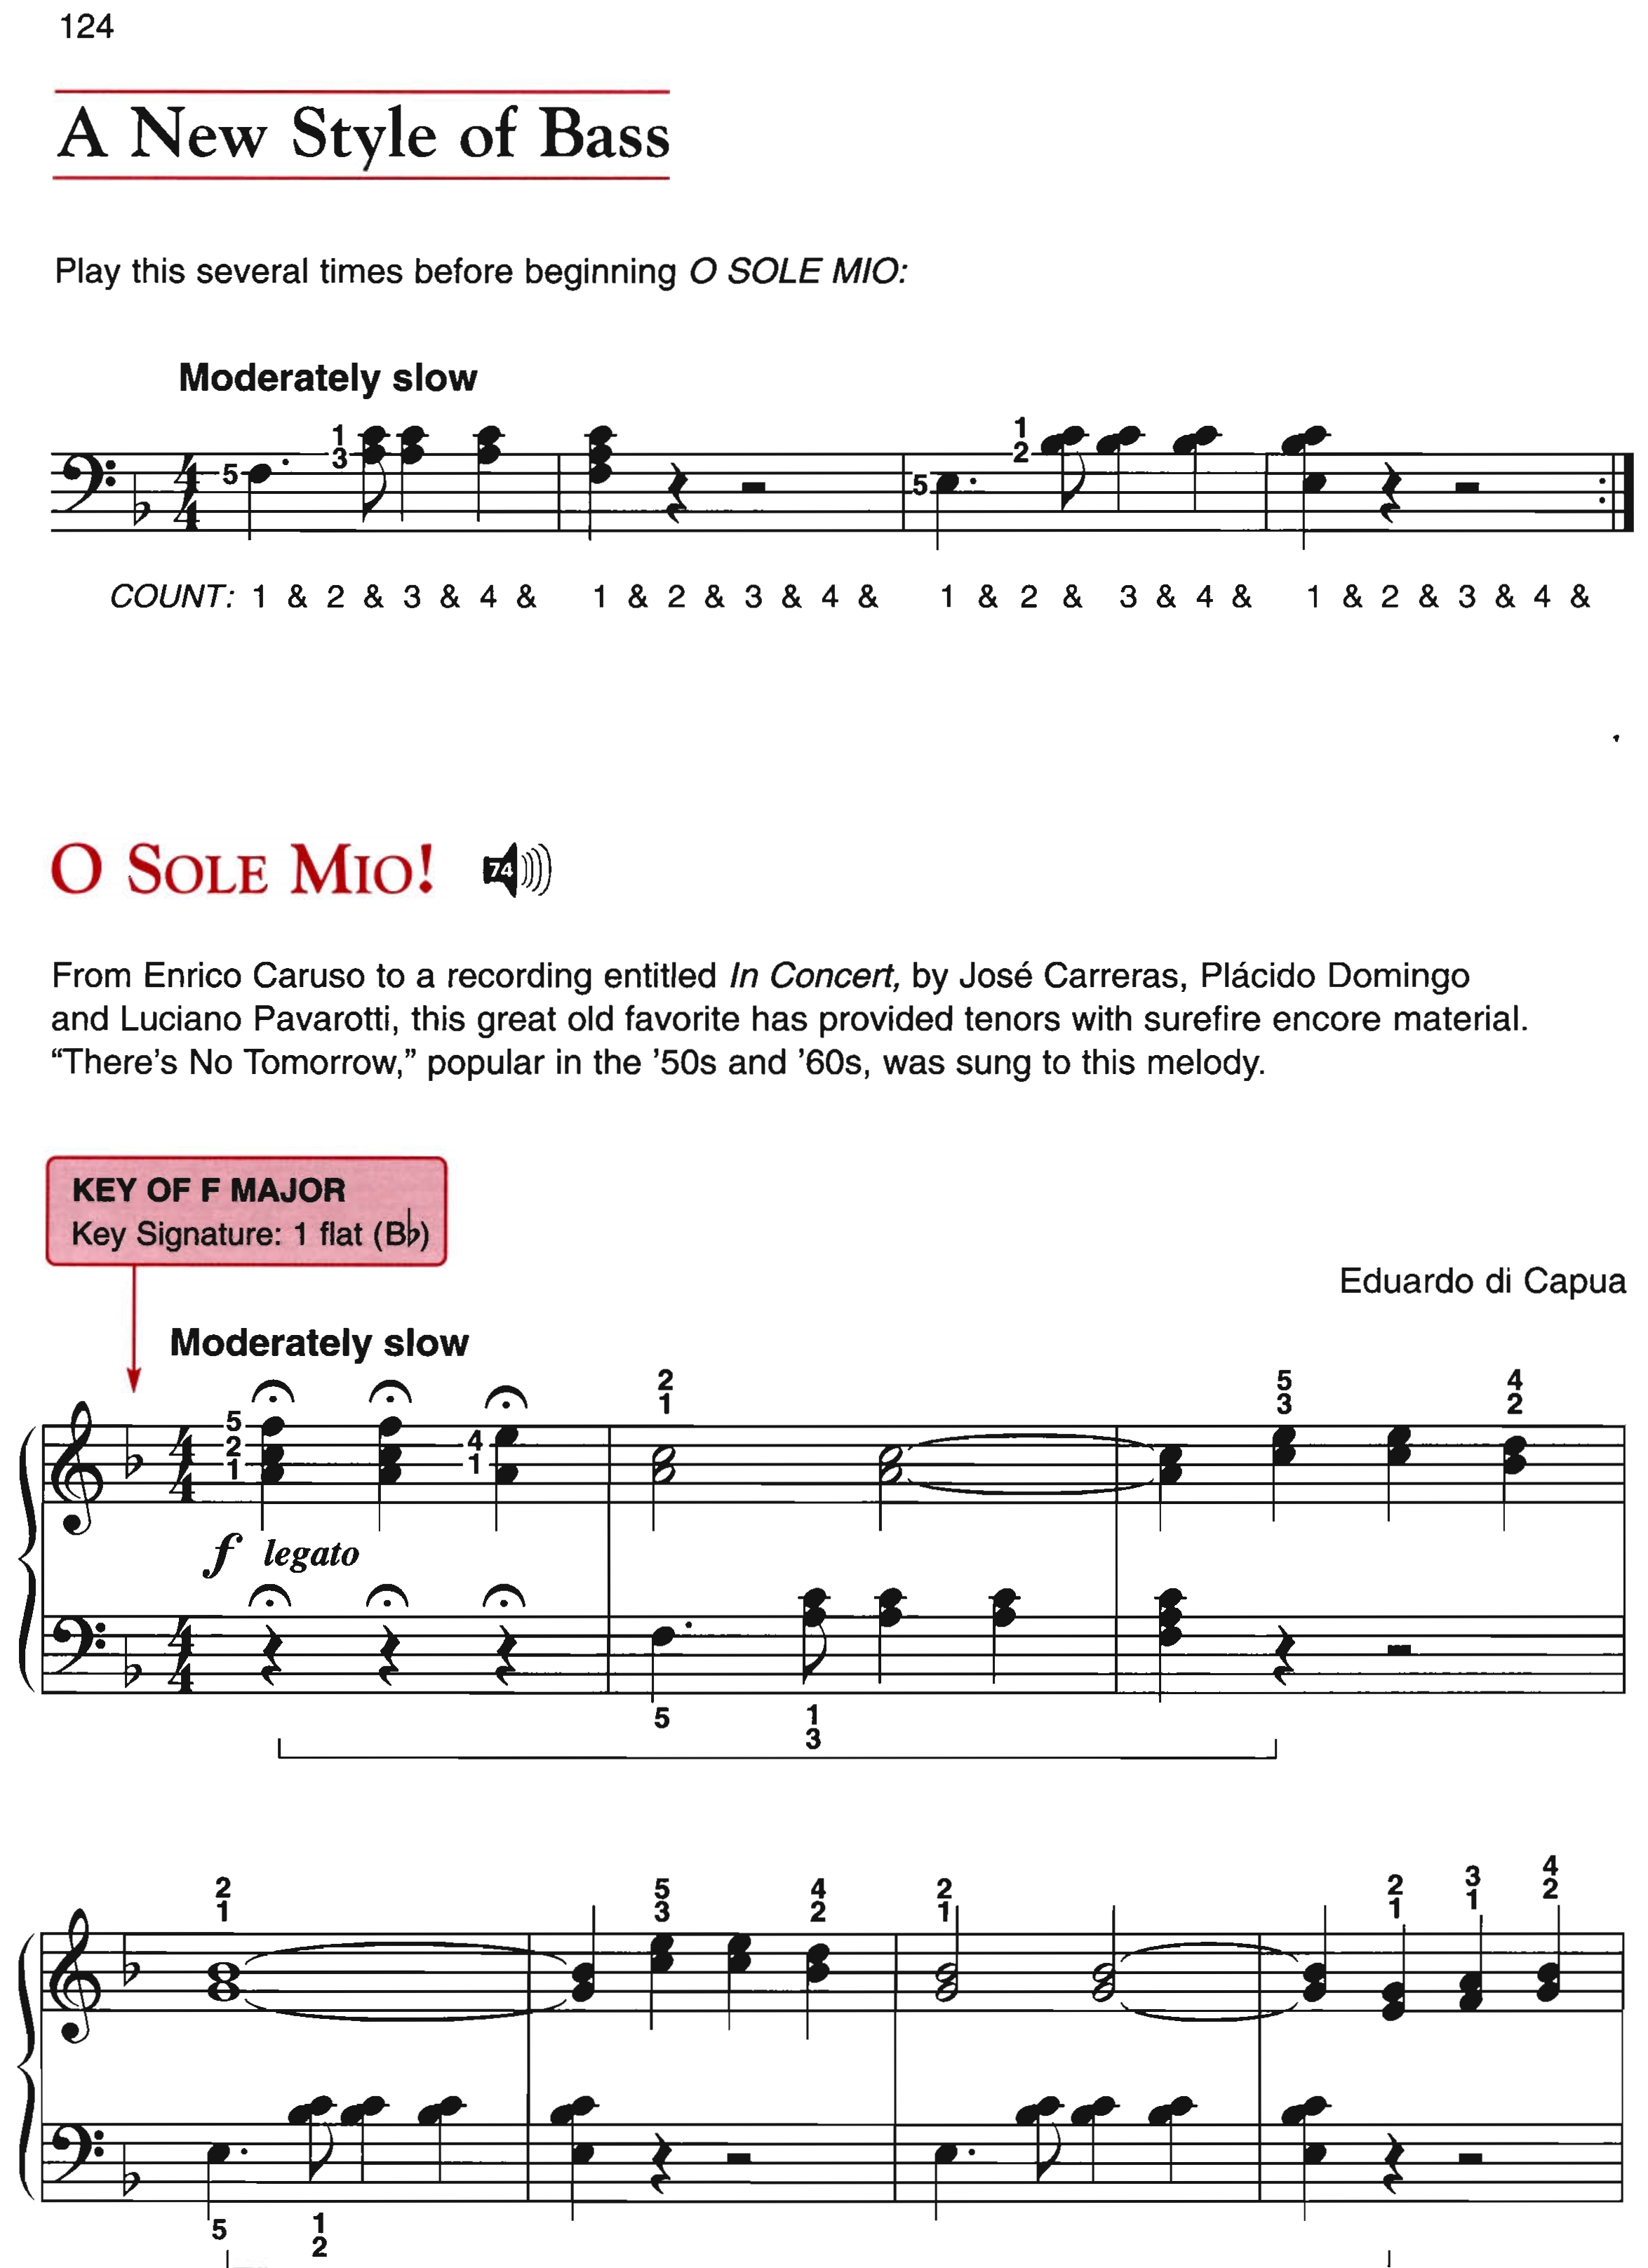 124
A New Style of Bass
Play this several times before beginning O SOLE MIO:
Moderately slow
1
3
5
1
2
5
4
4
COUNT: 1 & 2 & 3 & 4 & 1 & 2 & 3 & 4 & 1 & 2 & 3 & 4 & 1 & 2 & 3 & 4 &
O SOLE MIO! 74
From Enrico Caruso to a recording entitled In Concert, by José Carreras, Plácido Domingo
and Luciano Pavarotti, this great old favorite has provided tenors with surefire encore material.
“There’s No Tomorrow,” popular in the ’50s and ’60s, was sung to this melody.
KEY OF F MAJOR
Key Signature: 1 flat (B♭)
Eduardo di Capua
Moderately slow
2 5 4
1 3 2
5
2 4
1 1
4
4
f legato
4
4
5 1
3
2 5 4 2 2 3 4
1 3 2 1 1 1 2
5 1
2